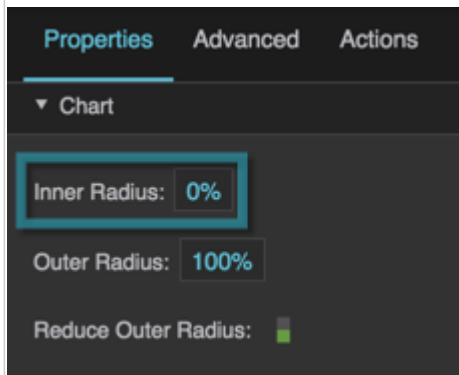 Properties Advanced Actions
▼ Chart
Inner Radius: 0%
Outer Radius: 100%
Reduce Outer Radius: